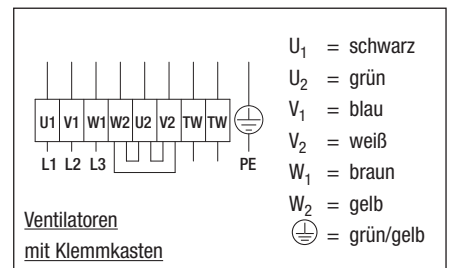 U1 V1 W1 W2 U2 V2 TW TW
L1 L2 L3 PE
Ventilatoren
mit Klemmkasten
U₁ = schwarz
U₂ = grün
V₁ = blau
V₂ = weiß
W₁ = braun
W₂ = gelb
⏚ = grün/gelb